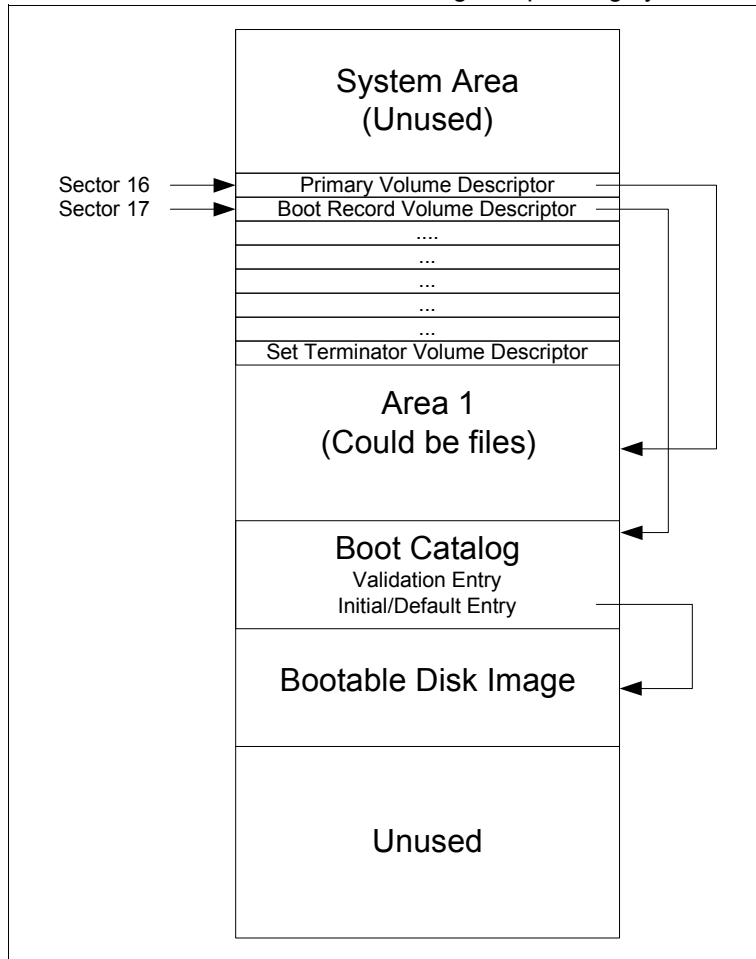 System Area
(Unused)
Sector 16
Primary Volume Descriptor
Sector 17
Boot Record Volume Descriptor
....
...
...
...
...
Set Terminator Volume Descriptor
Area 1
(Could be files)
Boot Catalog
Validation Entry
Initial/Default Entry
Bootable Disk Image
Unused